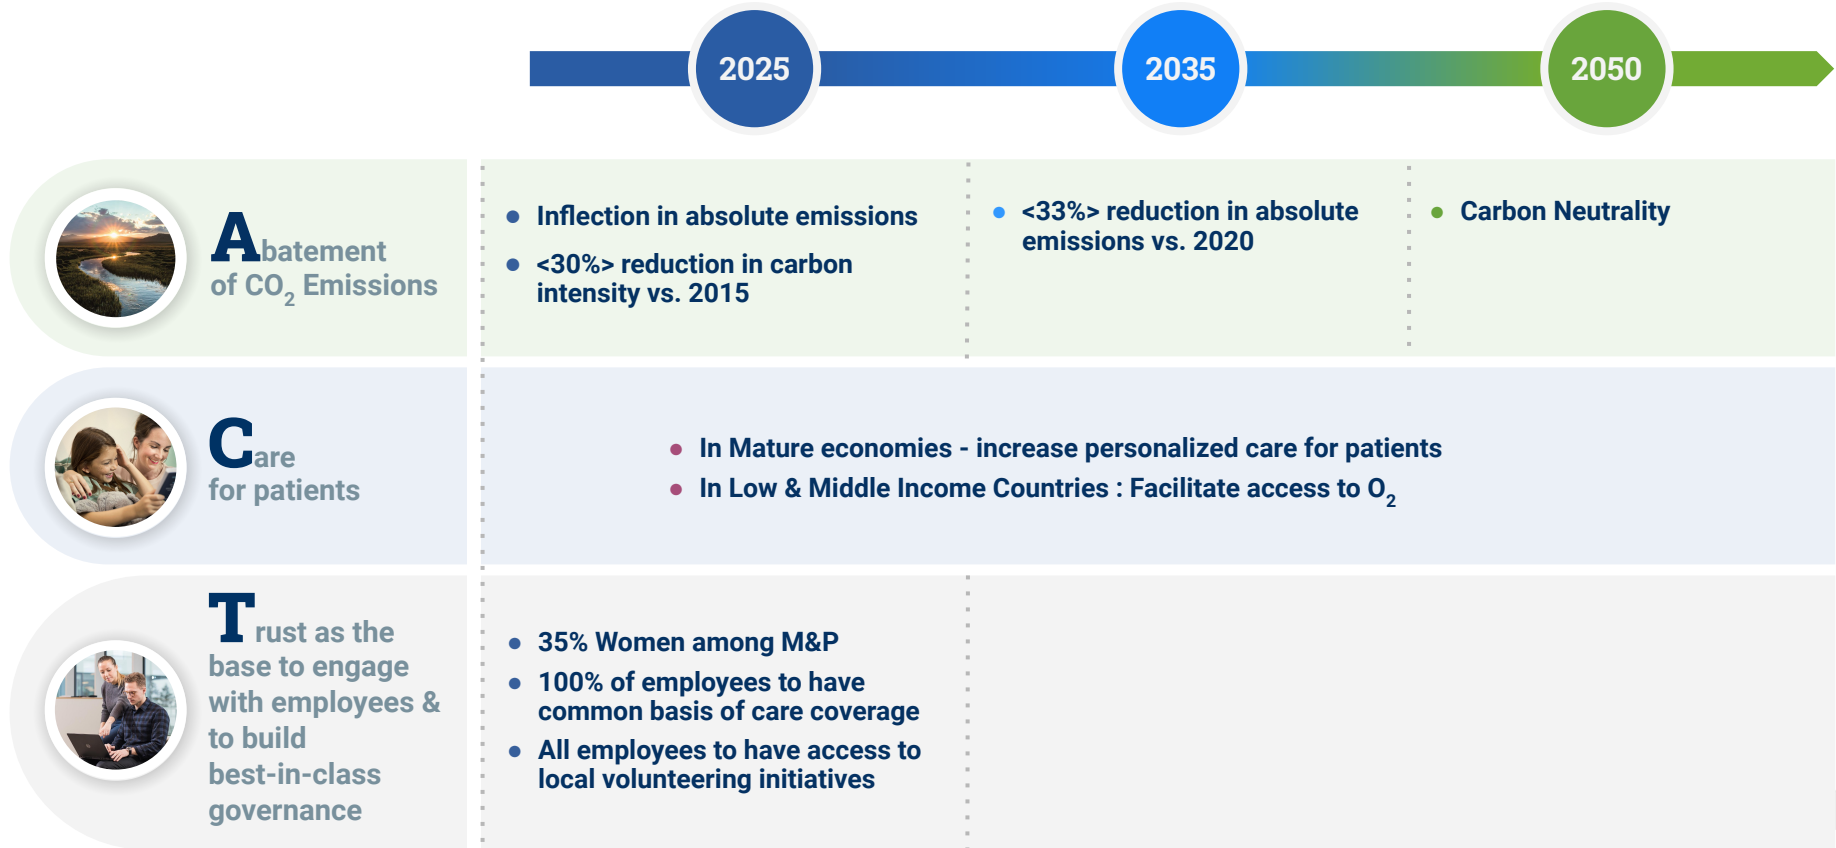 2025
2035
2050
Abatement
of CO2 Emissions
Inflection in absolute emissions
<30%> reduction in carbon
intensity vs. 2015
<33%> reduction in absolute
emissions vs. 2020
Carbon Neutrality
Care
for patients
In Mature economies - increase personalized care for patients
In Low & Middle Income Countries : Facilitate access to O2
Trust as the
base to engage
with employees &
to build
best-in-class
governance
35% Women among M&P
100% of employees to have
common basis of care coverage
All employees to have access to
local volunteering initiatives